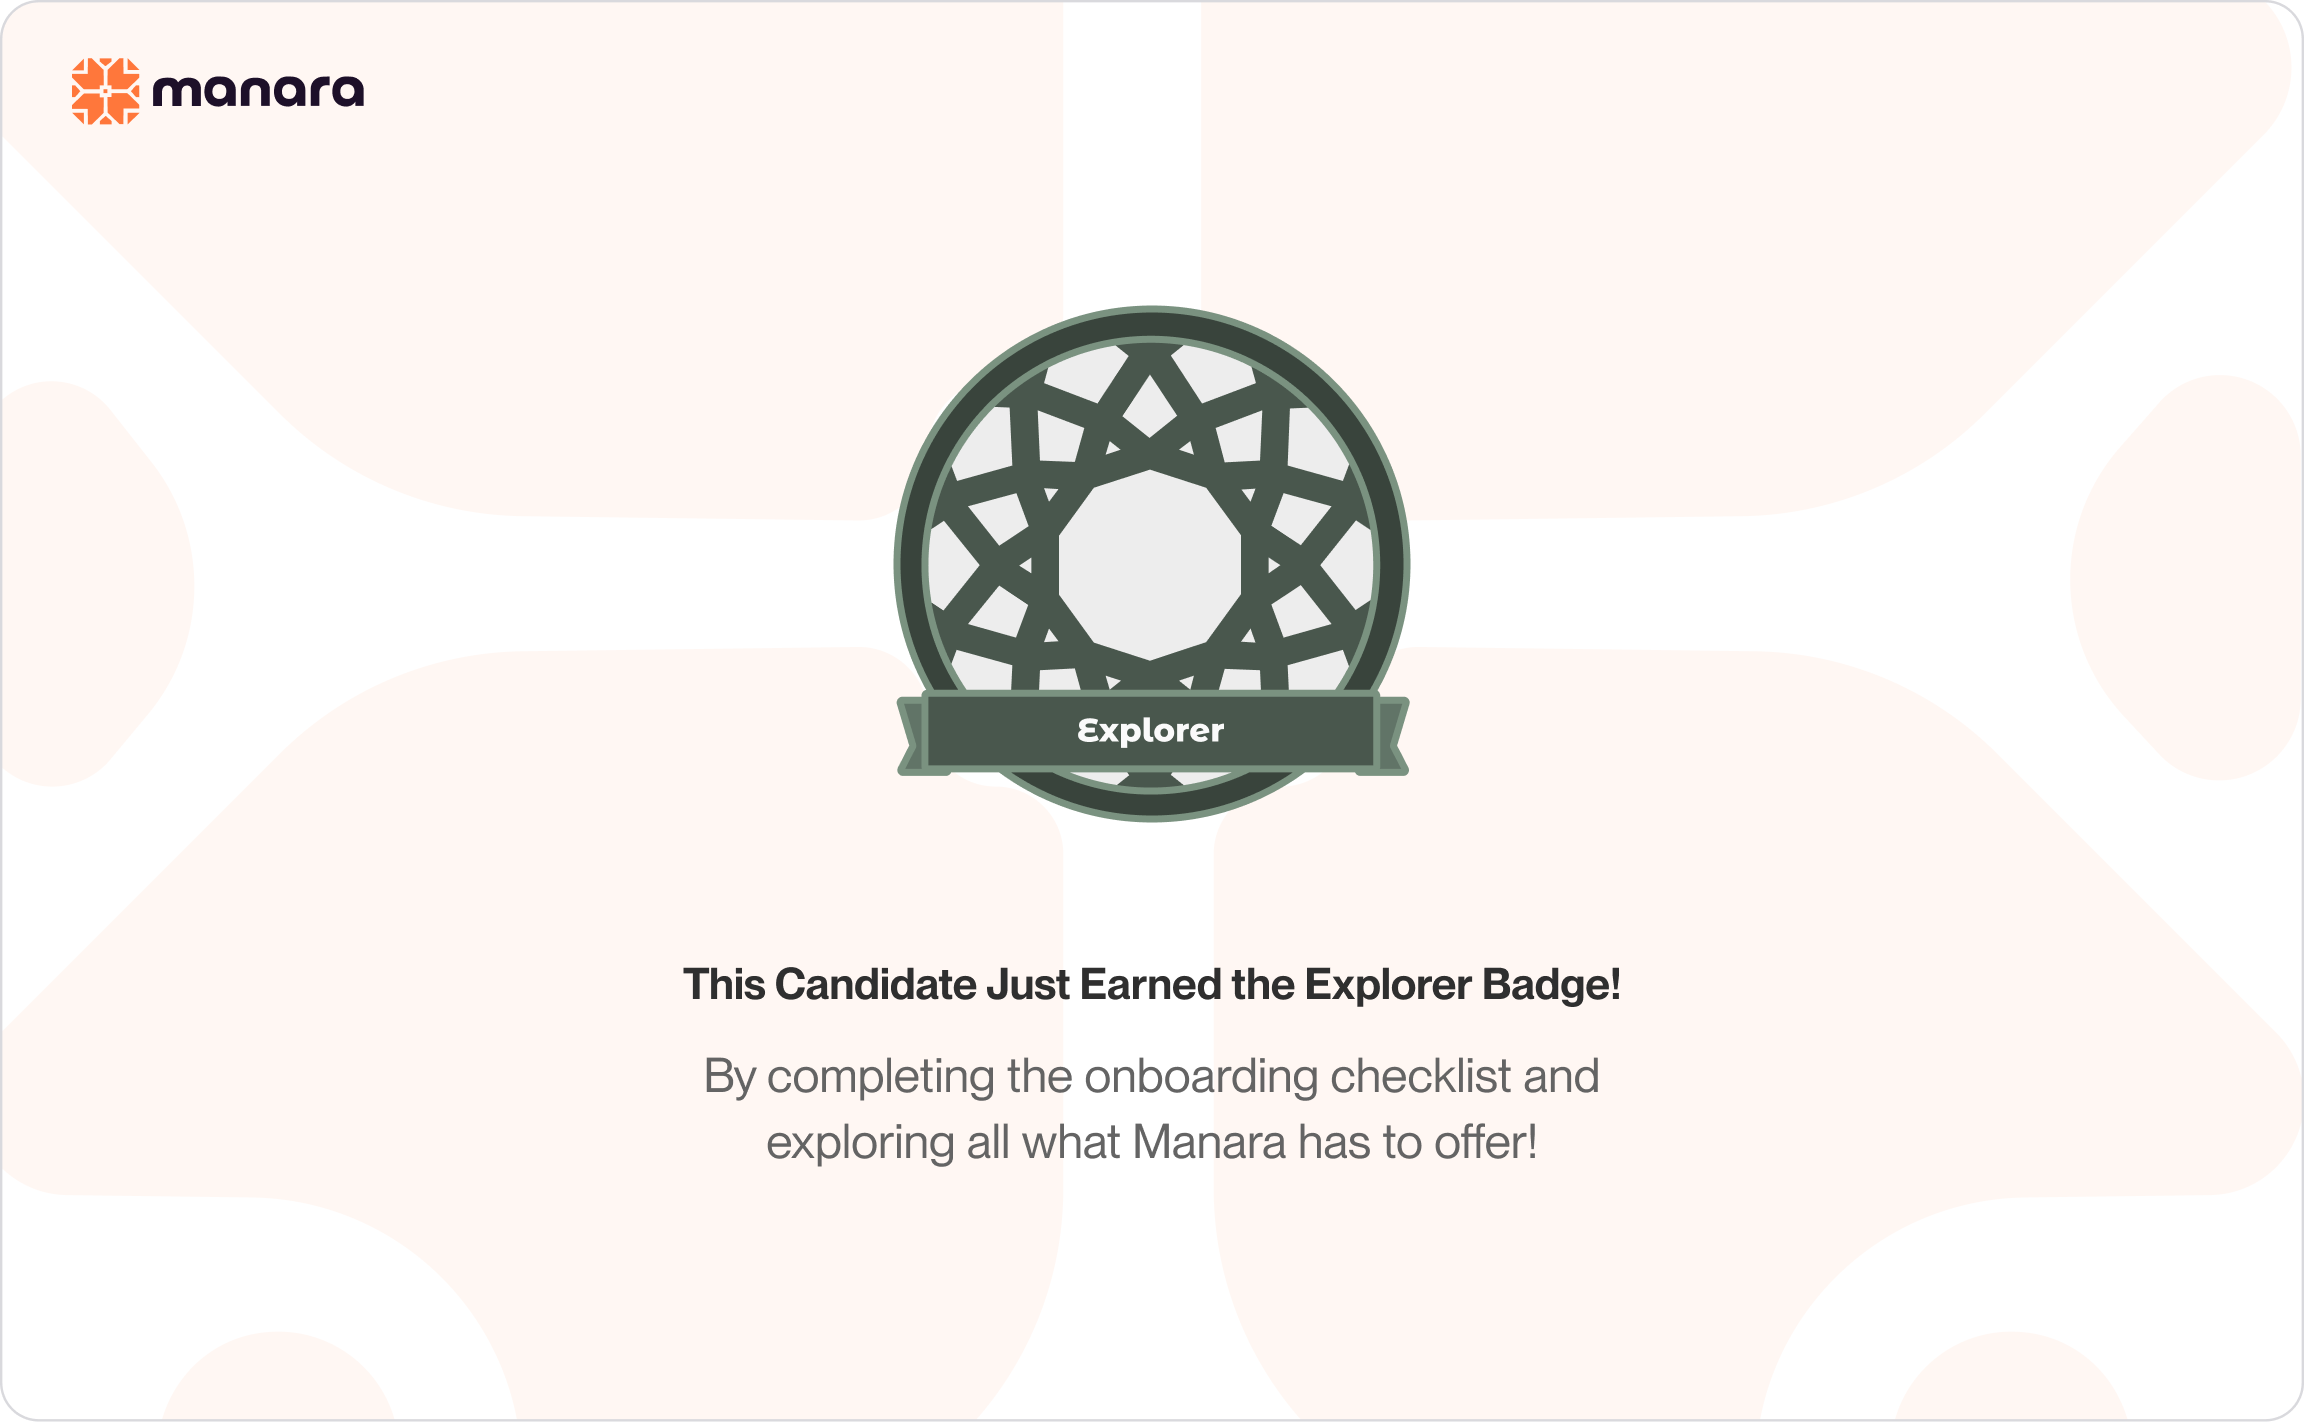 manara
Explorer
This Candidate Just Earned the Explorer Badge!
By completing the onboarding checklist and
exploring all what Manara has to offer!